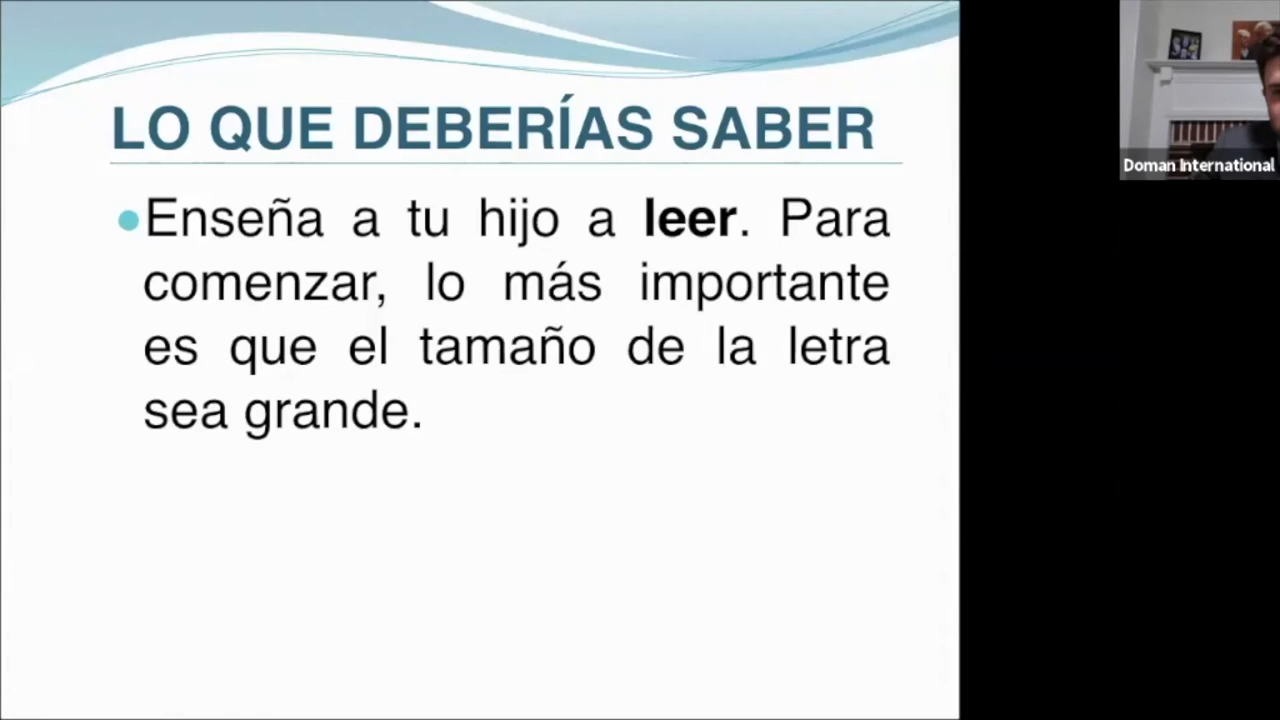 LO QUE DEBERÍAS SABER
•Enseña a tu hijo a leer. Para
comenzar, lo más importante
es que el tamaño de la letra
sea grande.
Doman International